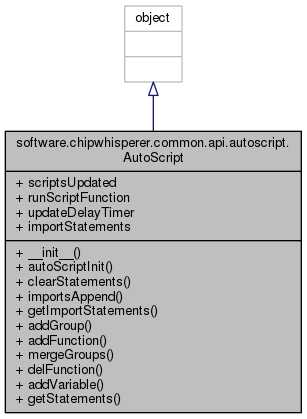 object
software.chipwhisperer.common.api.autoscript.
AutoScript
+ scriptsUpdated
+ runScriptFunction
+ updateDelayTimer
+ importStatements
+ __init__()
+ autoScriptInit()
+ clearStatements()
+ importsAppend()
+ getImportStatements()
+ addGroup()
+ addFunction()
+ mergeGroups()
+ delFunction()
+ addVariable()
+ getStatements()